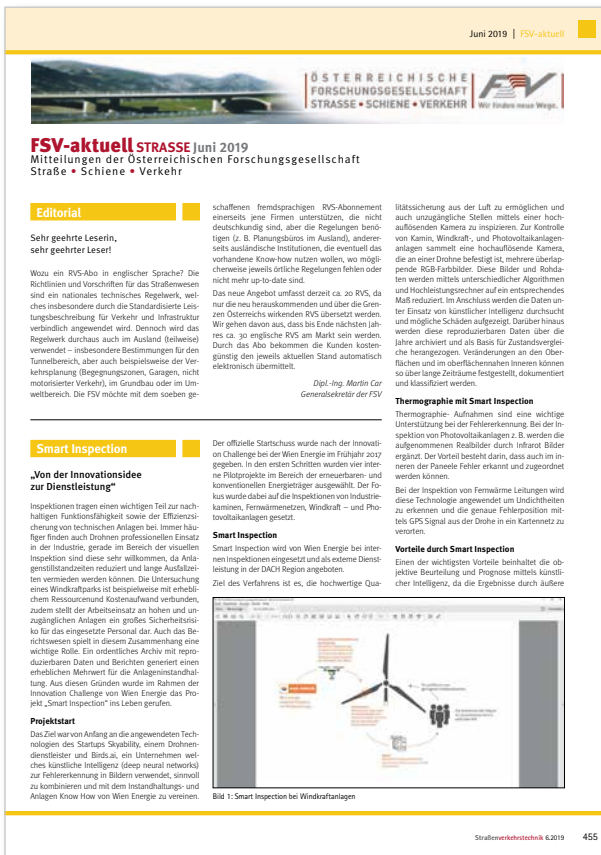 Juni 2019 | FSV-aktuell
ÖSTERREICHISCHE
FORSCHUNGSGESELLSCHAFT
STRASSE • SCHIENE • VERKEHR
FSV
Wir finden neue Wege.
FSV-aktuell STRASSE Juni 2019
Mitteilungen der Österreichischen Forschungsgesellschaft
Straße • Schiene • Verkehr
Editorial
Sehr geehrte Leserin,
sehr geehrter Leser!
Wozu ein RVS-Abo in englischer Sprache? Die
Richtlinien und Vorschriften für das Straßenwesen
sind ein nationales technisches Regelwerk, wel-
ches insbesondere durch die Standardisierte Leis-
tungsbeschreibung für Verkehr und Infrastruktur
verbindlich angewendet wird. Dennoch wird das
Regelwerk durchaus auch im Ausland (teilweise)
verwendet – insbesondere Bestimmungen für den
Tunnelbereich, aber auch beispielsweise der Ver-
kehrsplanung (Begegnungszonen, Garagen, nicht
motorisierter Verkehr), im Grundbau oder im Um-
weltbereich. Die FSV möchte mit dem soeben ge-
schaffenen fremdsprachigen RVS-Abonnement
einerseits jene Firmen unterstützen, die nicht
deutschkundig sind, aber die Regelungen benö-
tigen (z. B. Planungsbüros im Ausland), anderer-
seits ausländische Institutionen, die eventuell das
vorhandene Know-how nutzen wollen, wo mögli-
cherweise jeweils örtliche Regelungen fehlen oder
nicht mehr up-to-date sind.
Das neue Angebot umfasst derzeit ca. 20 RVS, da
nur die neu herauskommenden und über die Gren-
zen Österreichs wirkenden RVS übersetzt werden.
Wir gehen davon aus, dass bis Ende nächsten Jah-
res ca. 30 englische RVS am Markt sein werden.
Durch das Abo bekommen die Kunden kosten-
günstig den jeweils aktuellen Stand automatisch
elektronisch übermittelt.
Dipl.-Ing. Martin Car
Generalsekretär der FSV
Smart Inspection
„Von der Innovationsidee
zur Dienstleistung“
Inspektionen tragen einen wichtigen Teil zur nach-
haltigen Funktionsfähigkeit sowie der Effizienzsi-
cherung von technischen Anlagen bei. Immer häu-
figer finden auch Drohnen professionellen Einsatz
in der Industrie, gerade im Bereich der visuellen
Inspektion sind diese sehr willkommen, da Anla-
genstillstandzeiten reduziert und lange Ausfallzei-
ten vermieden werden können. Die Untersuchung
eines Windkraftparks ist beispielweise mit erhebli-
chem Ressourcenund Kostenaufwand verbunden,
zudem stellt der Arbeitseinsatz an hohen und un-
zugänglichen Anlagen ein großes Sicherheitsrisi-
ko für das eingesetzte Personal dar. Auch das Be-
richtswesen spielt in diesem Zusammenhang eine
wichtige Rolle. Ein ordentliches Archiv mit repro-
duzierbaren Daten und Berichten generiert einen
erheblichen Mehrwert für die Anlageninstandhal-
tung. Aus diesen Gründen wurde im Rahmen der
Innovation Challenge von Wien Energie das Pro-
jekt „Smart Inspection“ ins Leben gerufen.
Projektstart
Das Ziel war von Anfang an die angewendeten Tech-
nologien des Startups Skyability, einem Drohnen-
dienstleister und Birds.ai, ein Unternehmen wel-
ches künstliche Intelligenz (deep neural networks)
zur Fehlererkennung in Bildern verwendet, sinnvoll
zu kombinieren und mit dem Instandhaltungs- und
Anlagen Know How von Wien Energie zu vereinen.
Der offizielle Startschuss wurde nach der Innovati-
on Challenge bei der Wien Energie im Frühjahr 2017
gegeben. In den ersten Schritten wurden vier inter-
ne Pilotprojekte im Bereich der erneuerbaren- und
konventionellen Energieträger ausgewählt. Der Fo-
kus wurde dabei auf die Inspektionen von Industrie-
kaminen, Fernwärmenetzen, Windkraft – und Pho-
tovoltaikanlagen gesetzt.
Smart Inspection
Smart Inspection wird von Wien Energie bei inter-
nen Inspektionen eingesetzt und als externe Dienst-
leistung in der DACH Region angeboten.
Ziel des Verfahrens ist es, die hochwertige Qua-
litätssicherung aus der Luft zu ermöglichen und
auch unzugängliche Stellen mittels einer hoch-
auflösenden Kamera zu inspizieren. Zur Kontrolle
von Kamin, Windkraft-, und Photovoltaikanlagen-
anlagen sammelt eine hochauflösende Kamera,
die an einer Drohne befestigt ist, mehrere überlap-
pende RGB-Farbbilder. Diese Bilder und Rohda-
ten werden mittels unterschiedlicher Algorithmen
und Hochleistungsrechner auf ein entsprechendes
Maß reduziert. Im Anschluss werden die Daten un-
ter Einsatz von künstlicher Intelligenz durchsucht
und mögliche Schäden aufgezeigt. Darüber hinaus
werden diese reproduzierbaren Daten über die
Jahre archiviert und als Basis für Zustandsverglei-
che herangezogen. Veränderungen an den Ober-
flächen und im oberflächennahen Inneren können
so über lange Zeiträume festgestellt, dokumentiert
und klassifiziert werden.
Thermographie mit Smart Inspection
Thermographie- Aufnahmen sind eine wichtige
Unterstützung bei der Fehlererkennung. Bei der In-
spektion von Photovoltaikanlagen z. B. werden die
aufgenommenen Realbilder durch Infrarot Bilder
ergänzt. Der Vorteil besteht darin, dass auch im in-
neren der Paneele Fehler erkannt und zugeordnet
werden können.
Bei der Inspektion von Fernwärme Leitungen wird
diese Technologie angewendet um Undichtheiten
zu erkennen und die genaue Fehlerposition mit-
tels GPS Signal aus der Drohe in ein Kartennetz zu
verorten.
Vorteile durch Smart Inspection
Einen der wichtigsten Vorteile beinhaltet die ob-
jektive Beurteilung und Prognose mittels künstli-
cher Intelligenz, da die Ergebnisse durch äußere
Bild 1: Smart Inspection bei Windkraftanlagen
Straßenverkehrstechnik 6.2019 455